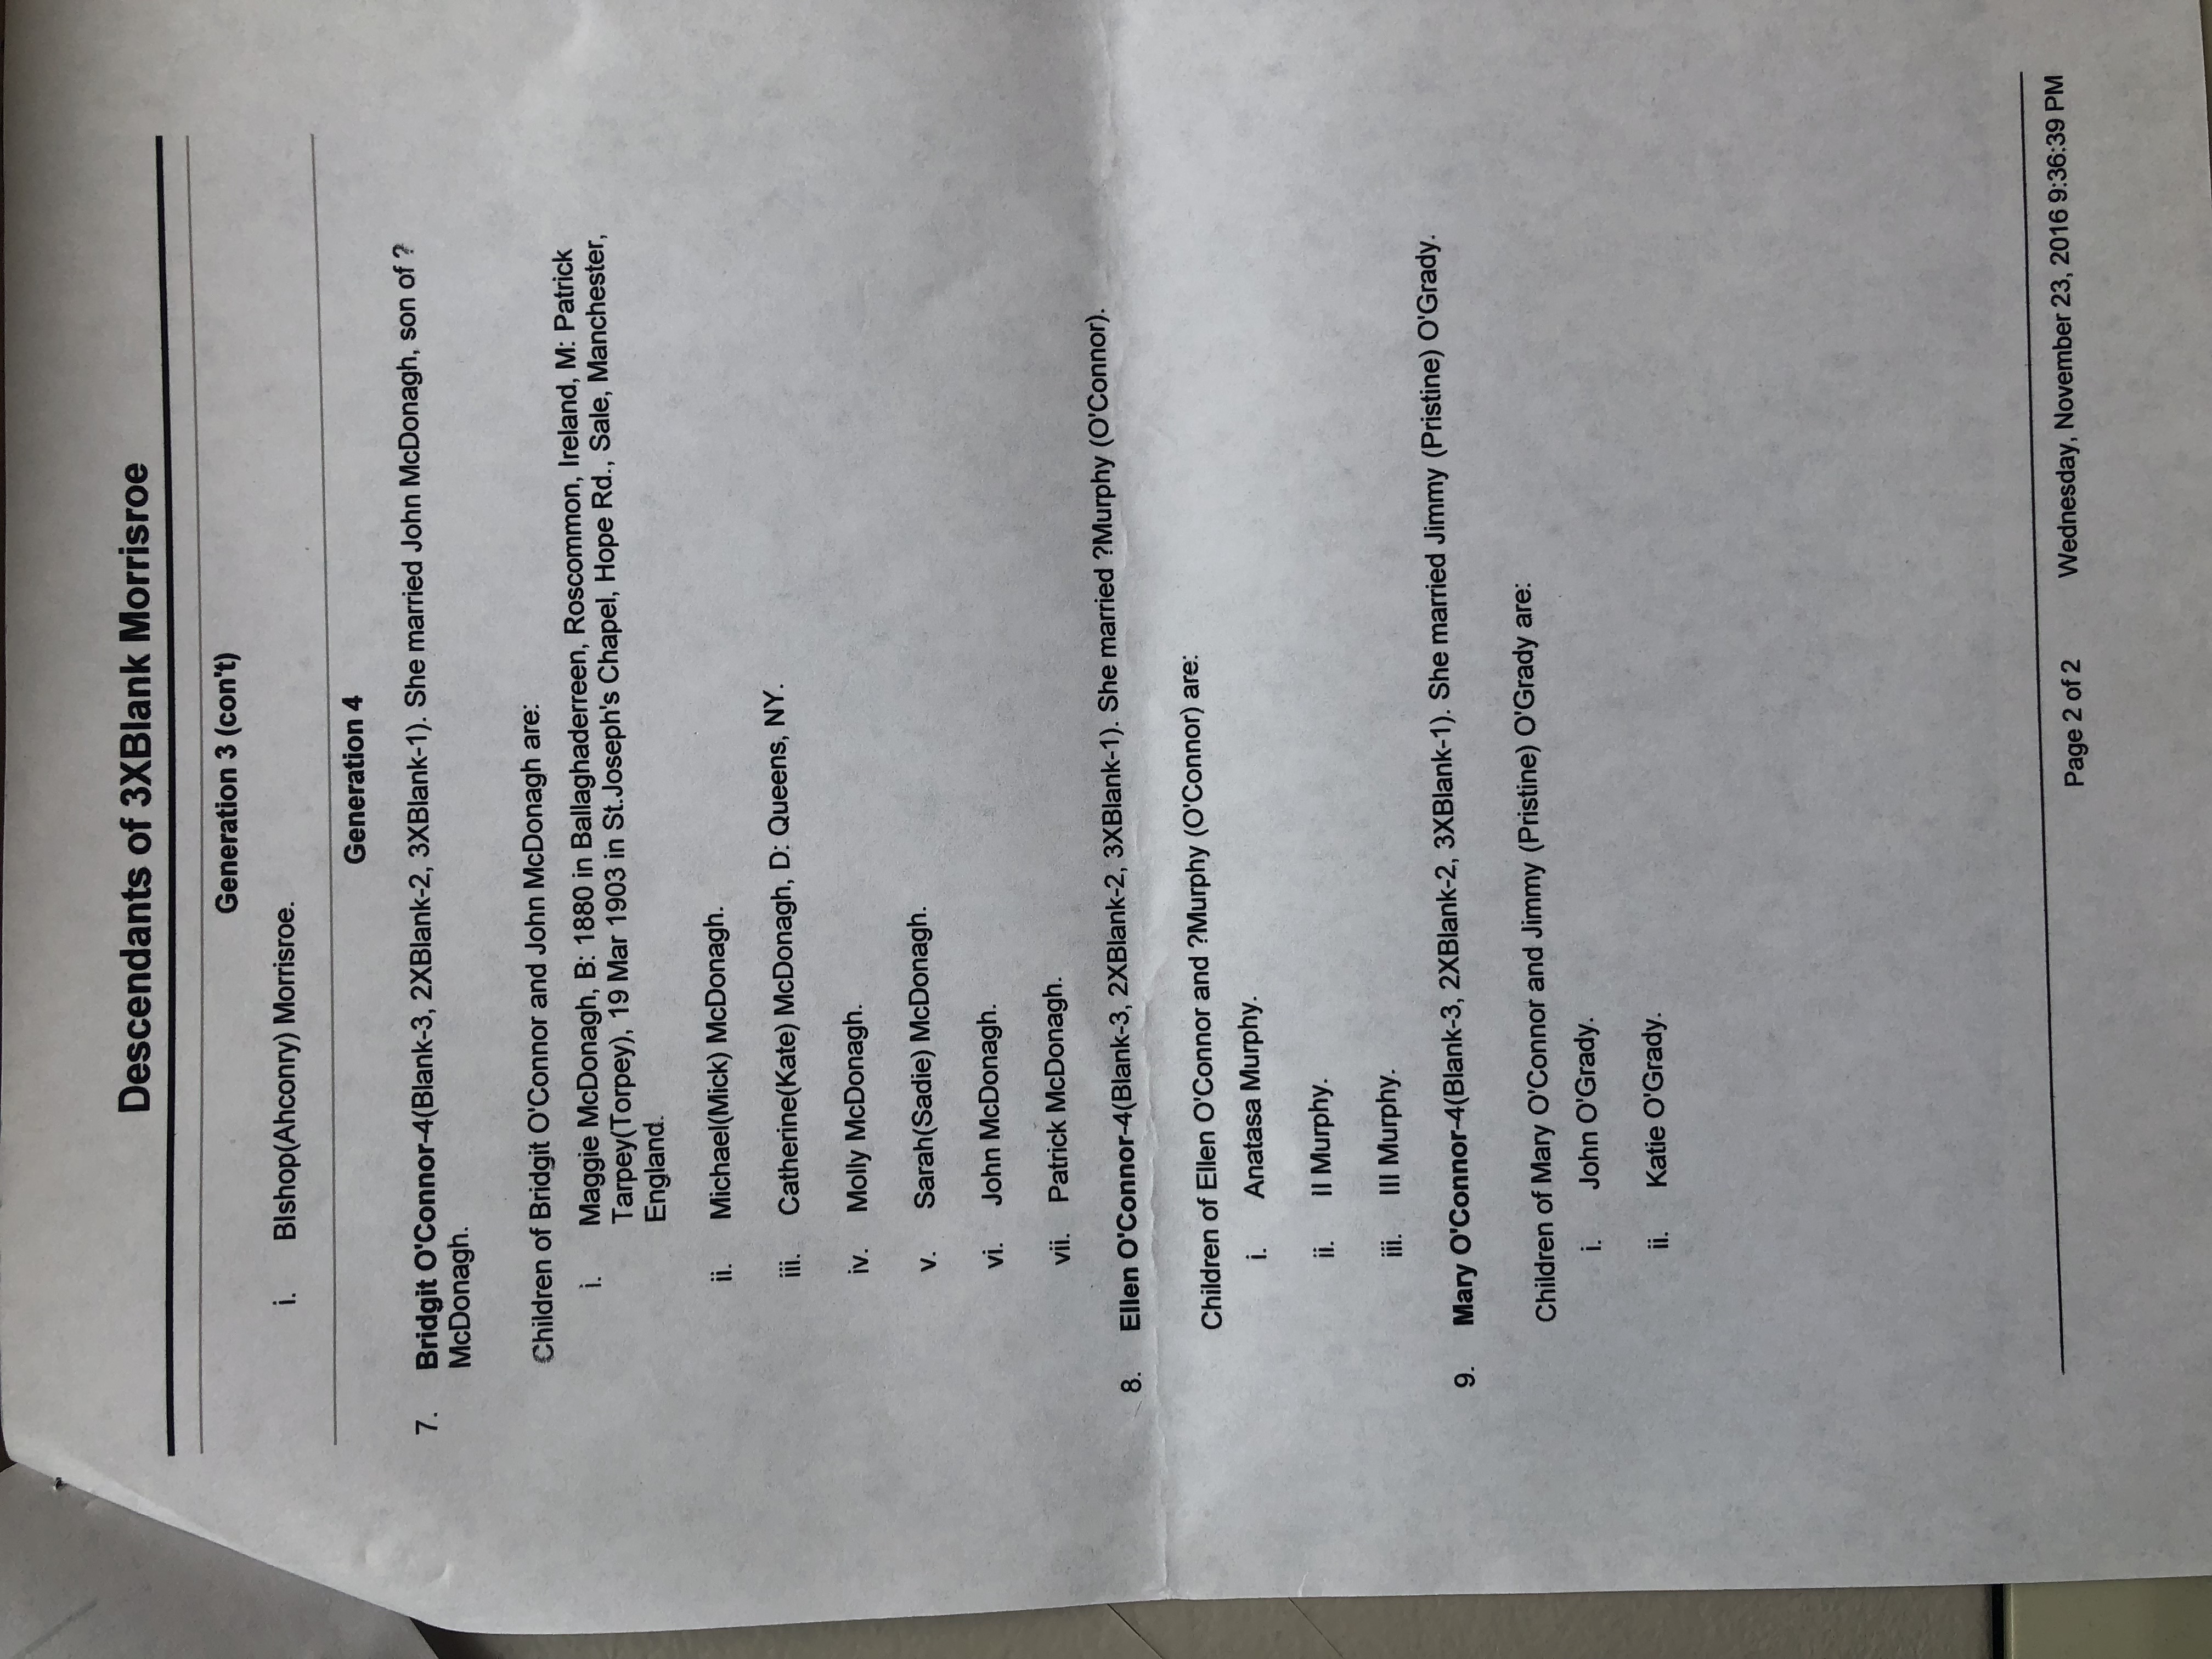 Descendants of 3XBlank Morrisroe
Generation 3 (con't)
i. BIshop(Ahconry) Morrisroe.
Generation 4
7. Bridgit O'Connor-4(Blank-3, 2XBlank-2, 3XBlank-1). She married John McDonagh, son of ?
McDonagh.
Children of Bridgit O'Connor and John McDonagh are:
i. Maggie McDonagh, B: 1880 in Ballaghaderreen, Roscommon, Ireland, M: Patrick
Tarpey(Torpey), 19 Mar 1903 in St.Joseph's Chapel, Hope Rd., Sale, Manchester,
England.
ii. Michael(Mick) McDonagh.
iii. Catherine(Kate) McDonagh, D: Queens, NY.
iv. Molly McDonagh.
v. Sarah(Sadie) McDonagh.
vi. John McDonagh.
vii. Patrick McDonagh.
8. Ellen O'Connor-4(Blank-3, 2XBlank-2, 3XBlank-1). She married ?Murphy (O'Connor).
Children of Ellen O'Connor and ?Murphy (O'Connor) are:
i. Anatasa Murphy.
ii. II Murphy.
iii. III Murphy.
9. Mary O'Connor-4(Blank-3, 2XBlank-2, 3XBlank-1). She married Jimmy (Pristine) O'Grady.
Children of Mary O'Connor and Jimmy (Pristine) O'Grady are:
i. John O'Grady.
ii. Katie O'Grady.
Page 2 of 2 Wednesday, November 23, 2016 9:36:39 PM